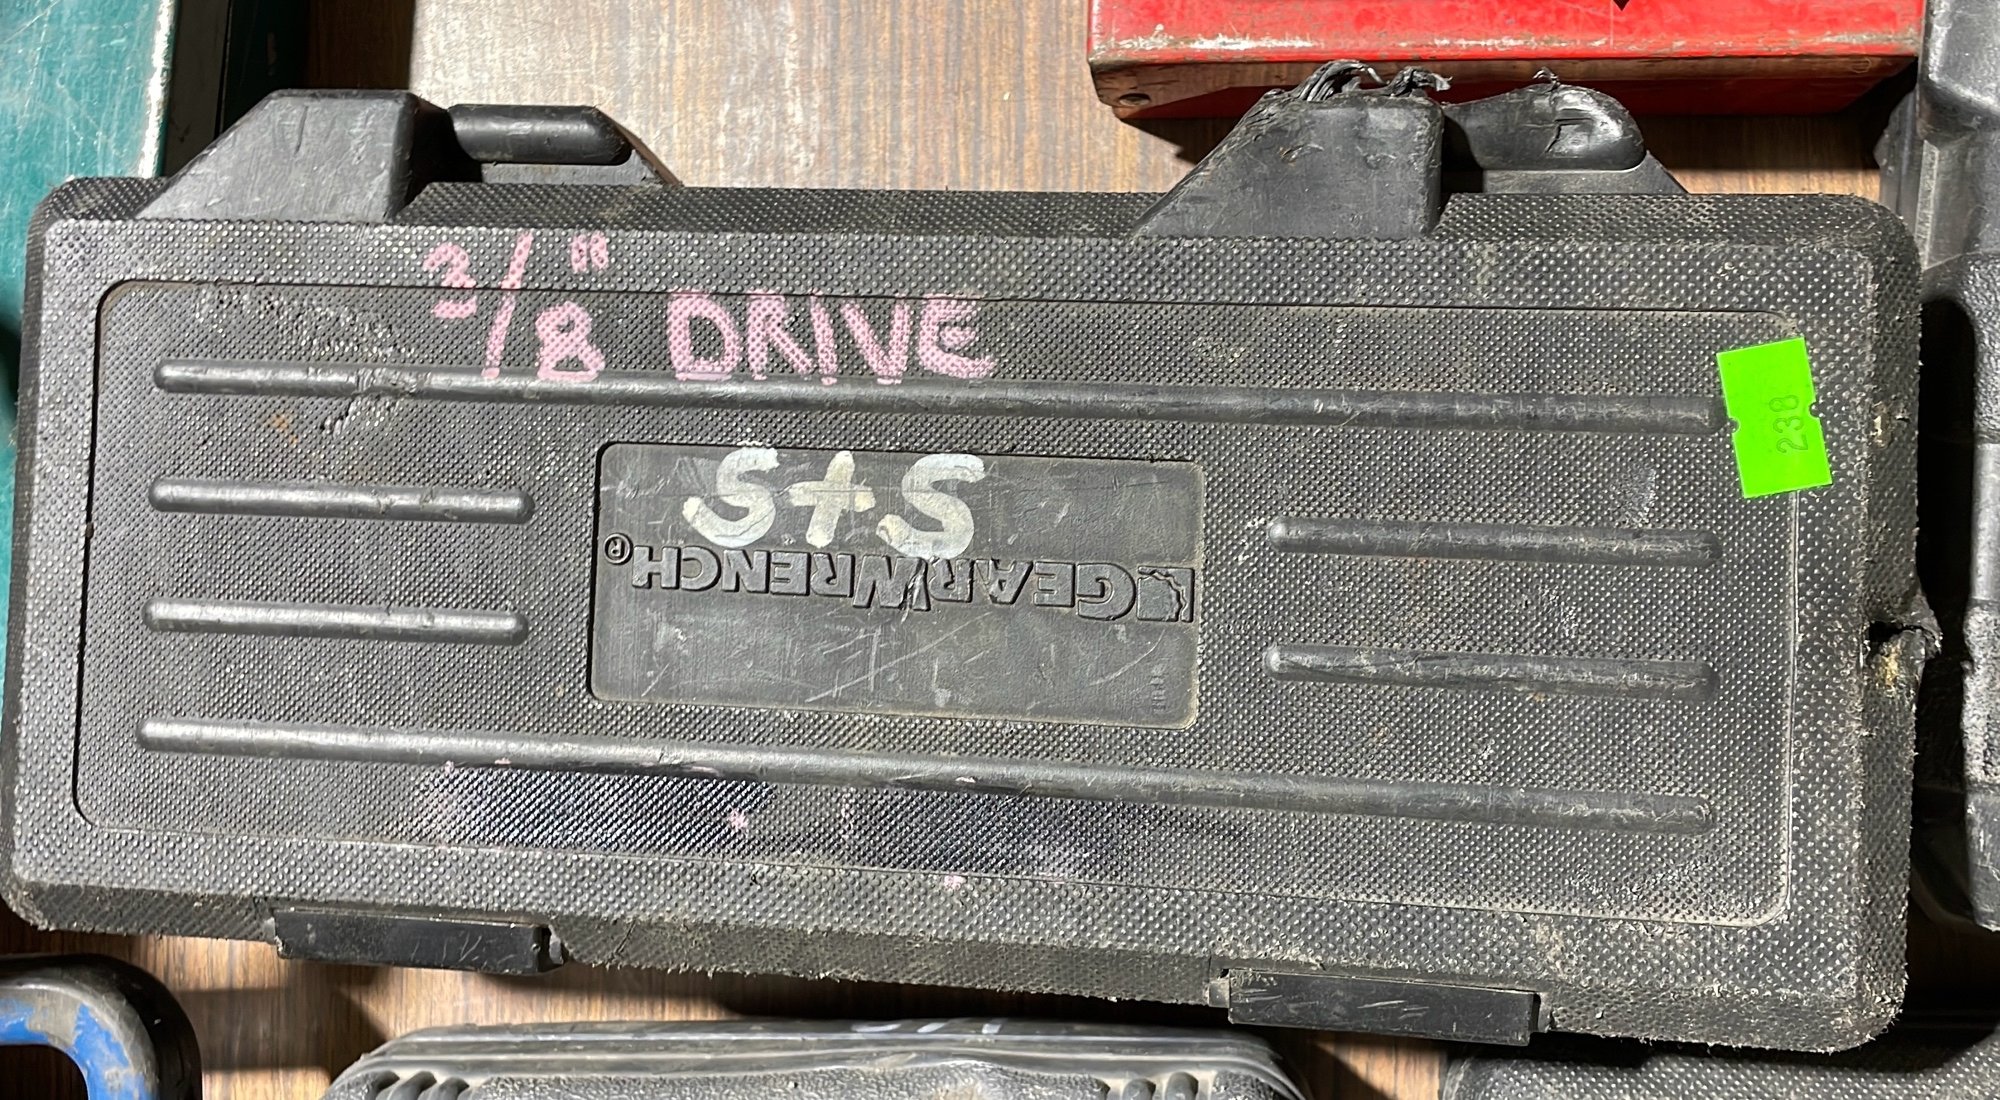 3/8" DRIVE
S+S
GEARWRENCH®
238